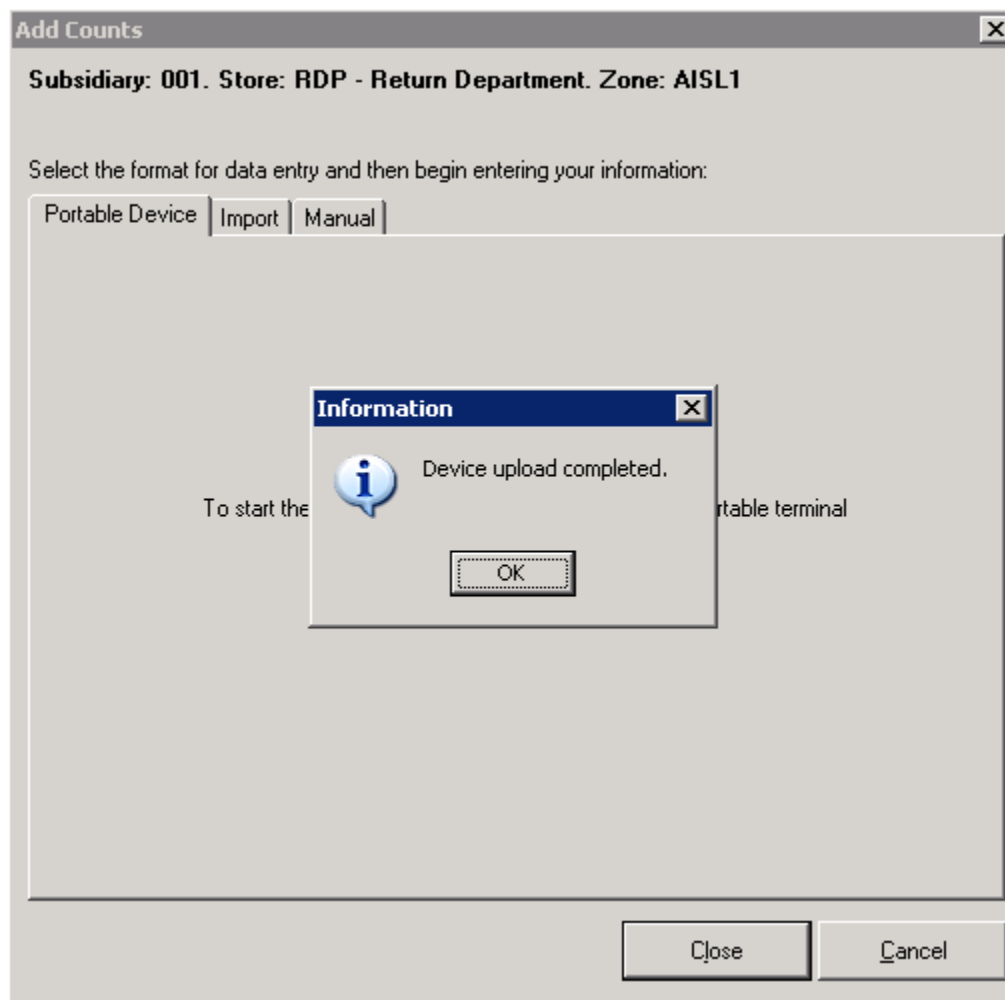 Add Counts
Subsidiary: 001. Store: RDP - Return Department. Zone: AISL1
Select the format for data entry and then begin entering your information:
Portable Device Import Manual
Information
Device upload completed.
To start the rtable terminal
OK
Close Cancel